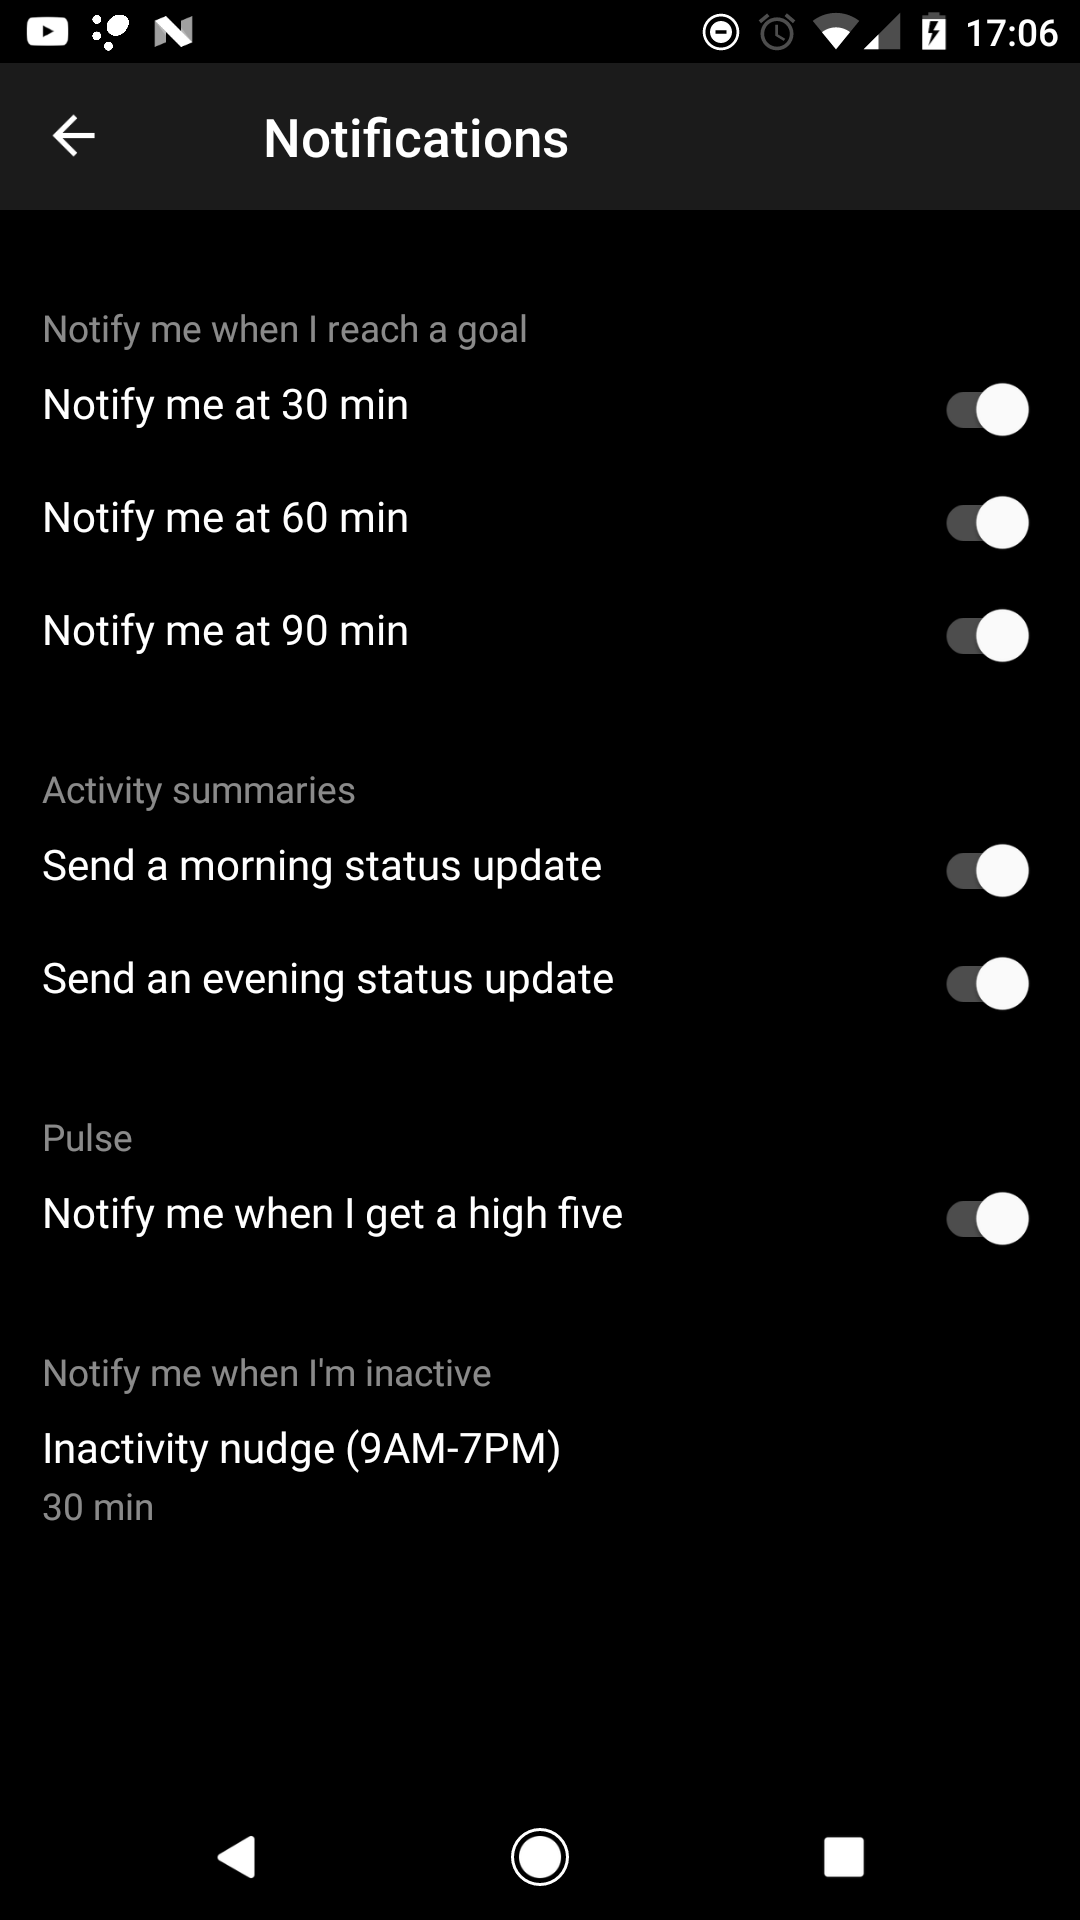 17:06
Notifications
Notify me when I reach a goal
Notify me at 30 min
Notify me at 60 min
Notify me at 90 min
Activity summaries
Send a morning status update
Send an evening status update
Pulse
Notify me when I get a high five
Notify me when I'm inactive
Inactivity nudge (9AM-7PM)
30 min